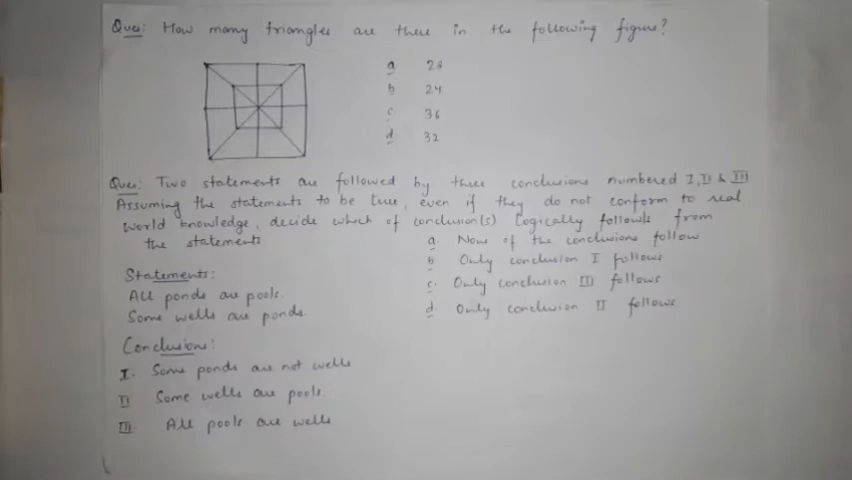 Ques: How many triangles are there in the following figure?
a 28
b 24
c 36
d 32
Ques: Two statements are followed by three conclusions numbered I, II & III
Assuming the statements to be true, even if they do not conform to real
world knowledge, decide which of conclusion(s) logically follows from
the statements
a. None of the conclusions follow
b. Only conclusion I follows
c. Only conclusion III follows
d. Only conclusion II follows
Statements:
All ponds are pools.
Some wells are ponds.
Conclusions:
I. Some ponds are not wells
II Some wells are pools.
III All pools are wells